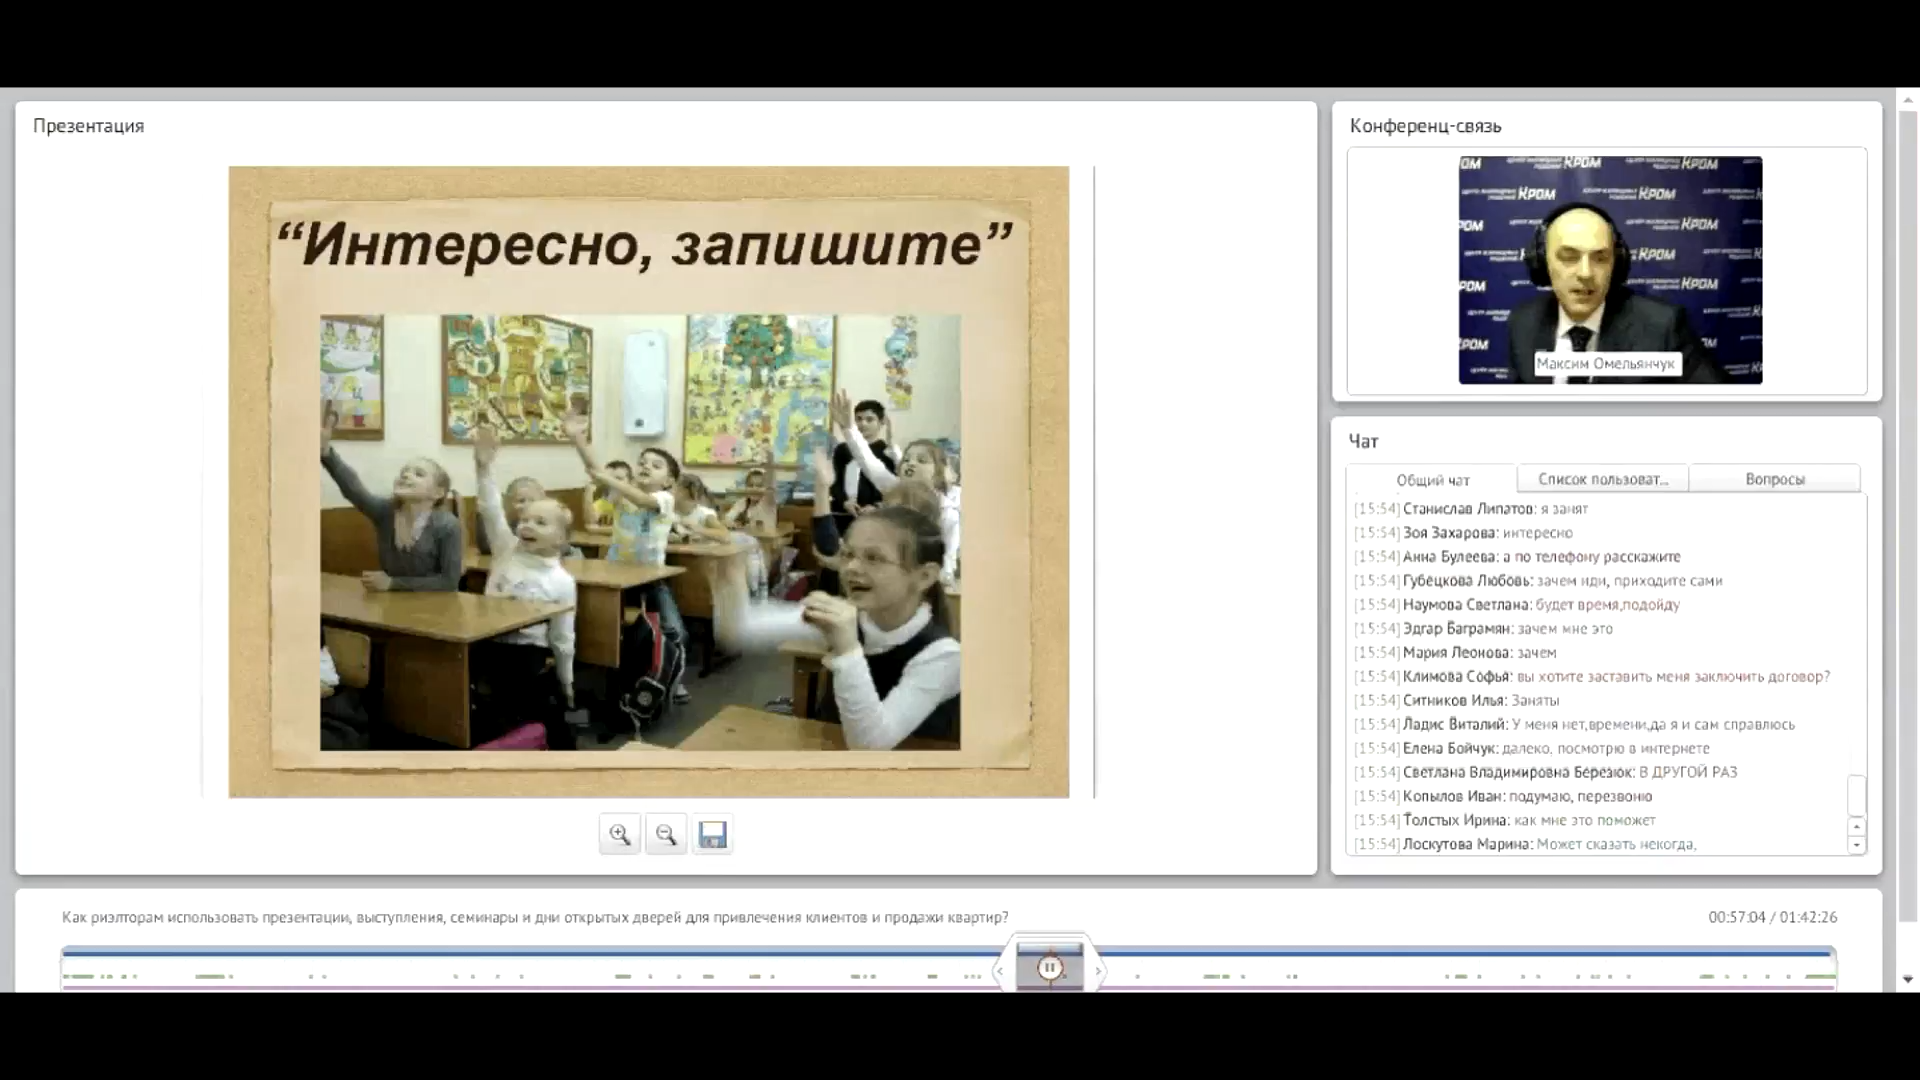 Презентация
“Интересно, запишите”
Конференц-связь
КРОМ
Максим Омельянчук
Чат
Общий чат
Список пользоват...
Вопросы
[15:54] Станислав Липатов: я занят
[15:54] Зоя Захарова: интересно
[15:54] Анна Булеева: а по телефону расскажите
[15:54] Губецкова Любовь: зачем иди, приходите сами
[15:54] Наумова Светлана: будет время,подойду
[15:54] Эдгар Баграмян: зачем мне это
[15:54] Мария Леонова: зачем
[15:54] Климова Софья: вы хотите заставить меня заключить договор?
[15:54] Ситников Илья: Заняты
[15:54] Ладис Виталий: У меня нет,времени,да я и сам справлюсь
[15:54] Елена Бойчук: далеко, посмотрю в интернете
[15:54] Светлана Владимировна Березюк: В ДРУГОЙ РАЗ
[15:54] Копылов Иван: подумаю, перезвоню
[15:54] Толстых Ирина: как мне это поможет
[15:54] Лоскутова Марина: Может сказать некогда,
Как риэлторам использовать презентации, выступления, семинары и дни открытых дверей для привлечения клиентов и продажи квартир?
00:57:04 / 01:42:26